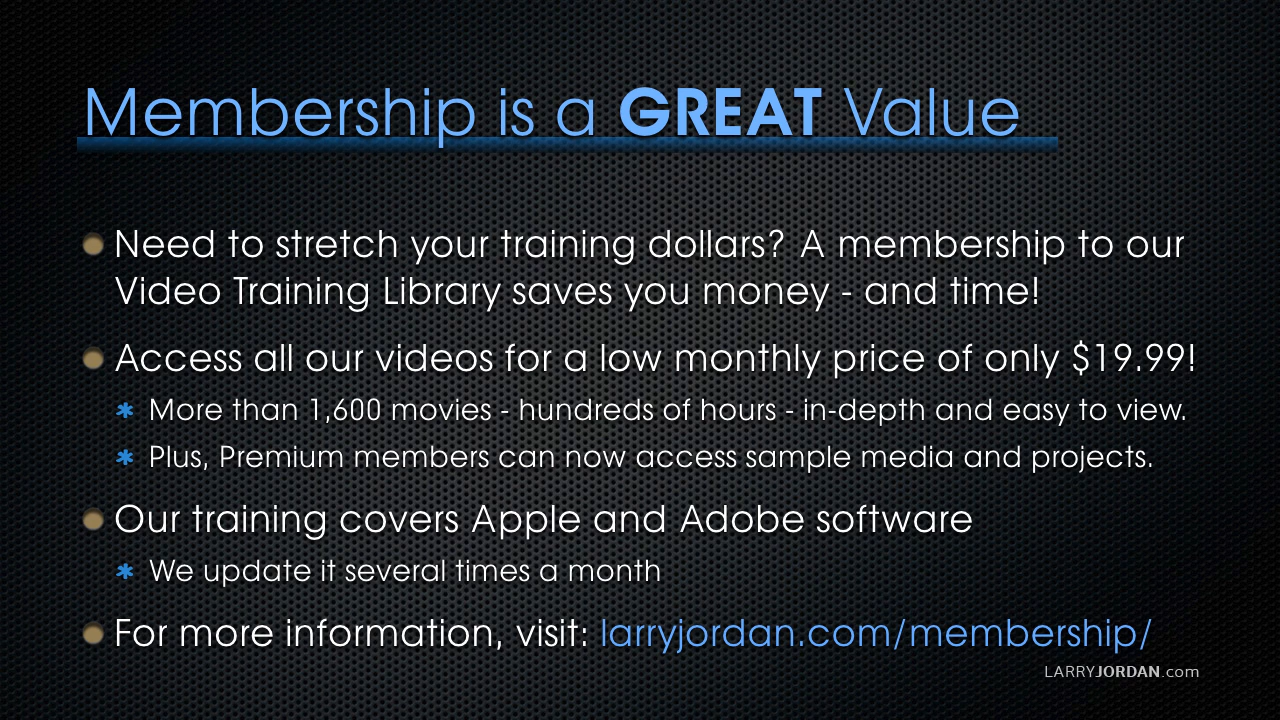 Membership is a GREAT Value
Need to stretch your training dollars? A membership to our
Video Training Library saves you money - and time!
Access all our videos for a low monthly price of only $19.99!
More than 1,600 movies - hundreds of hours - in-depth and easy to view.
Plus, Premium members can now access sample media and projects.
Our training covers Apple and Adobe software
We update it several times a month
For more information, visit: larryjordan.com/membership/
LARRYJORDAN.com